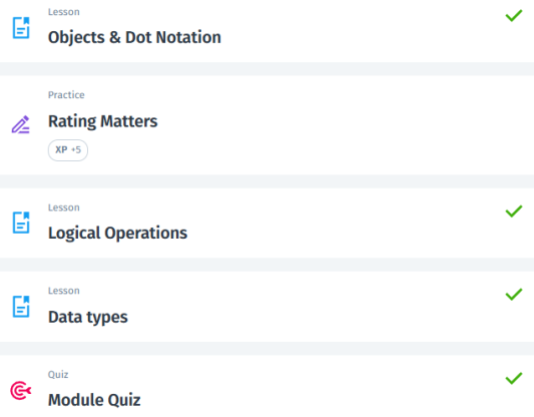 Lesson
Objects & Dot Notation
Practice
Rating Matters
XP +5
Lesson
Logical Operations
Lesson
Data types
Quiz
Module Quiz